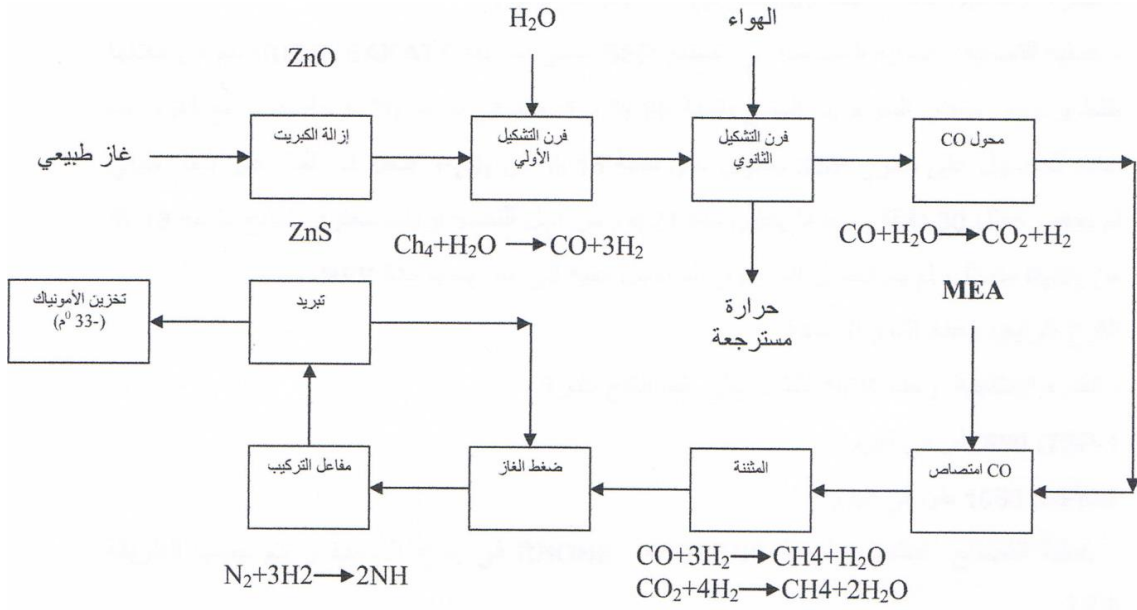 H₂O
الهواء
ZnO
غاز طبيعي
إزالة الكبريت
فرن التشكيل
الأولي
فرن التشكيل
الثانوي
محول CO
ZnS
Ch₄+H₂O → CO+3H₂
حرارة
مسترجعة
CO+H₂O → CO₂+H₂
MEA
تخزين الأمونياك
(-33 ⁰م)
تبريد
مفاعل التركيب
ضغط الغاز
المثننة
CO امتصاص
N₂+3H2 → 2NH
CO+3H₂ → CH4+H₂O
CO₂+4H₂ → CH4+2H₂O